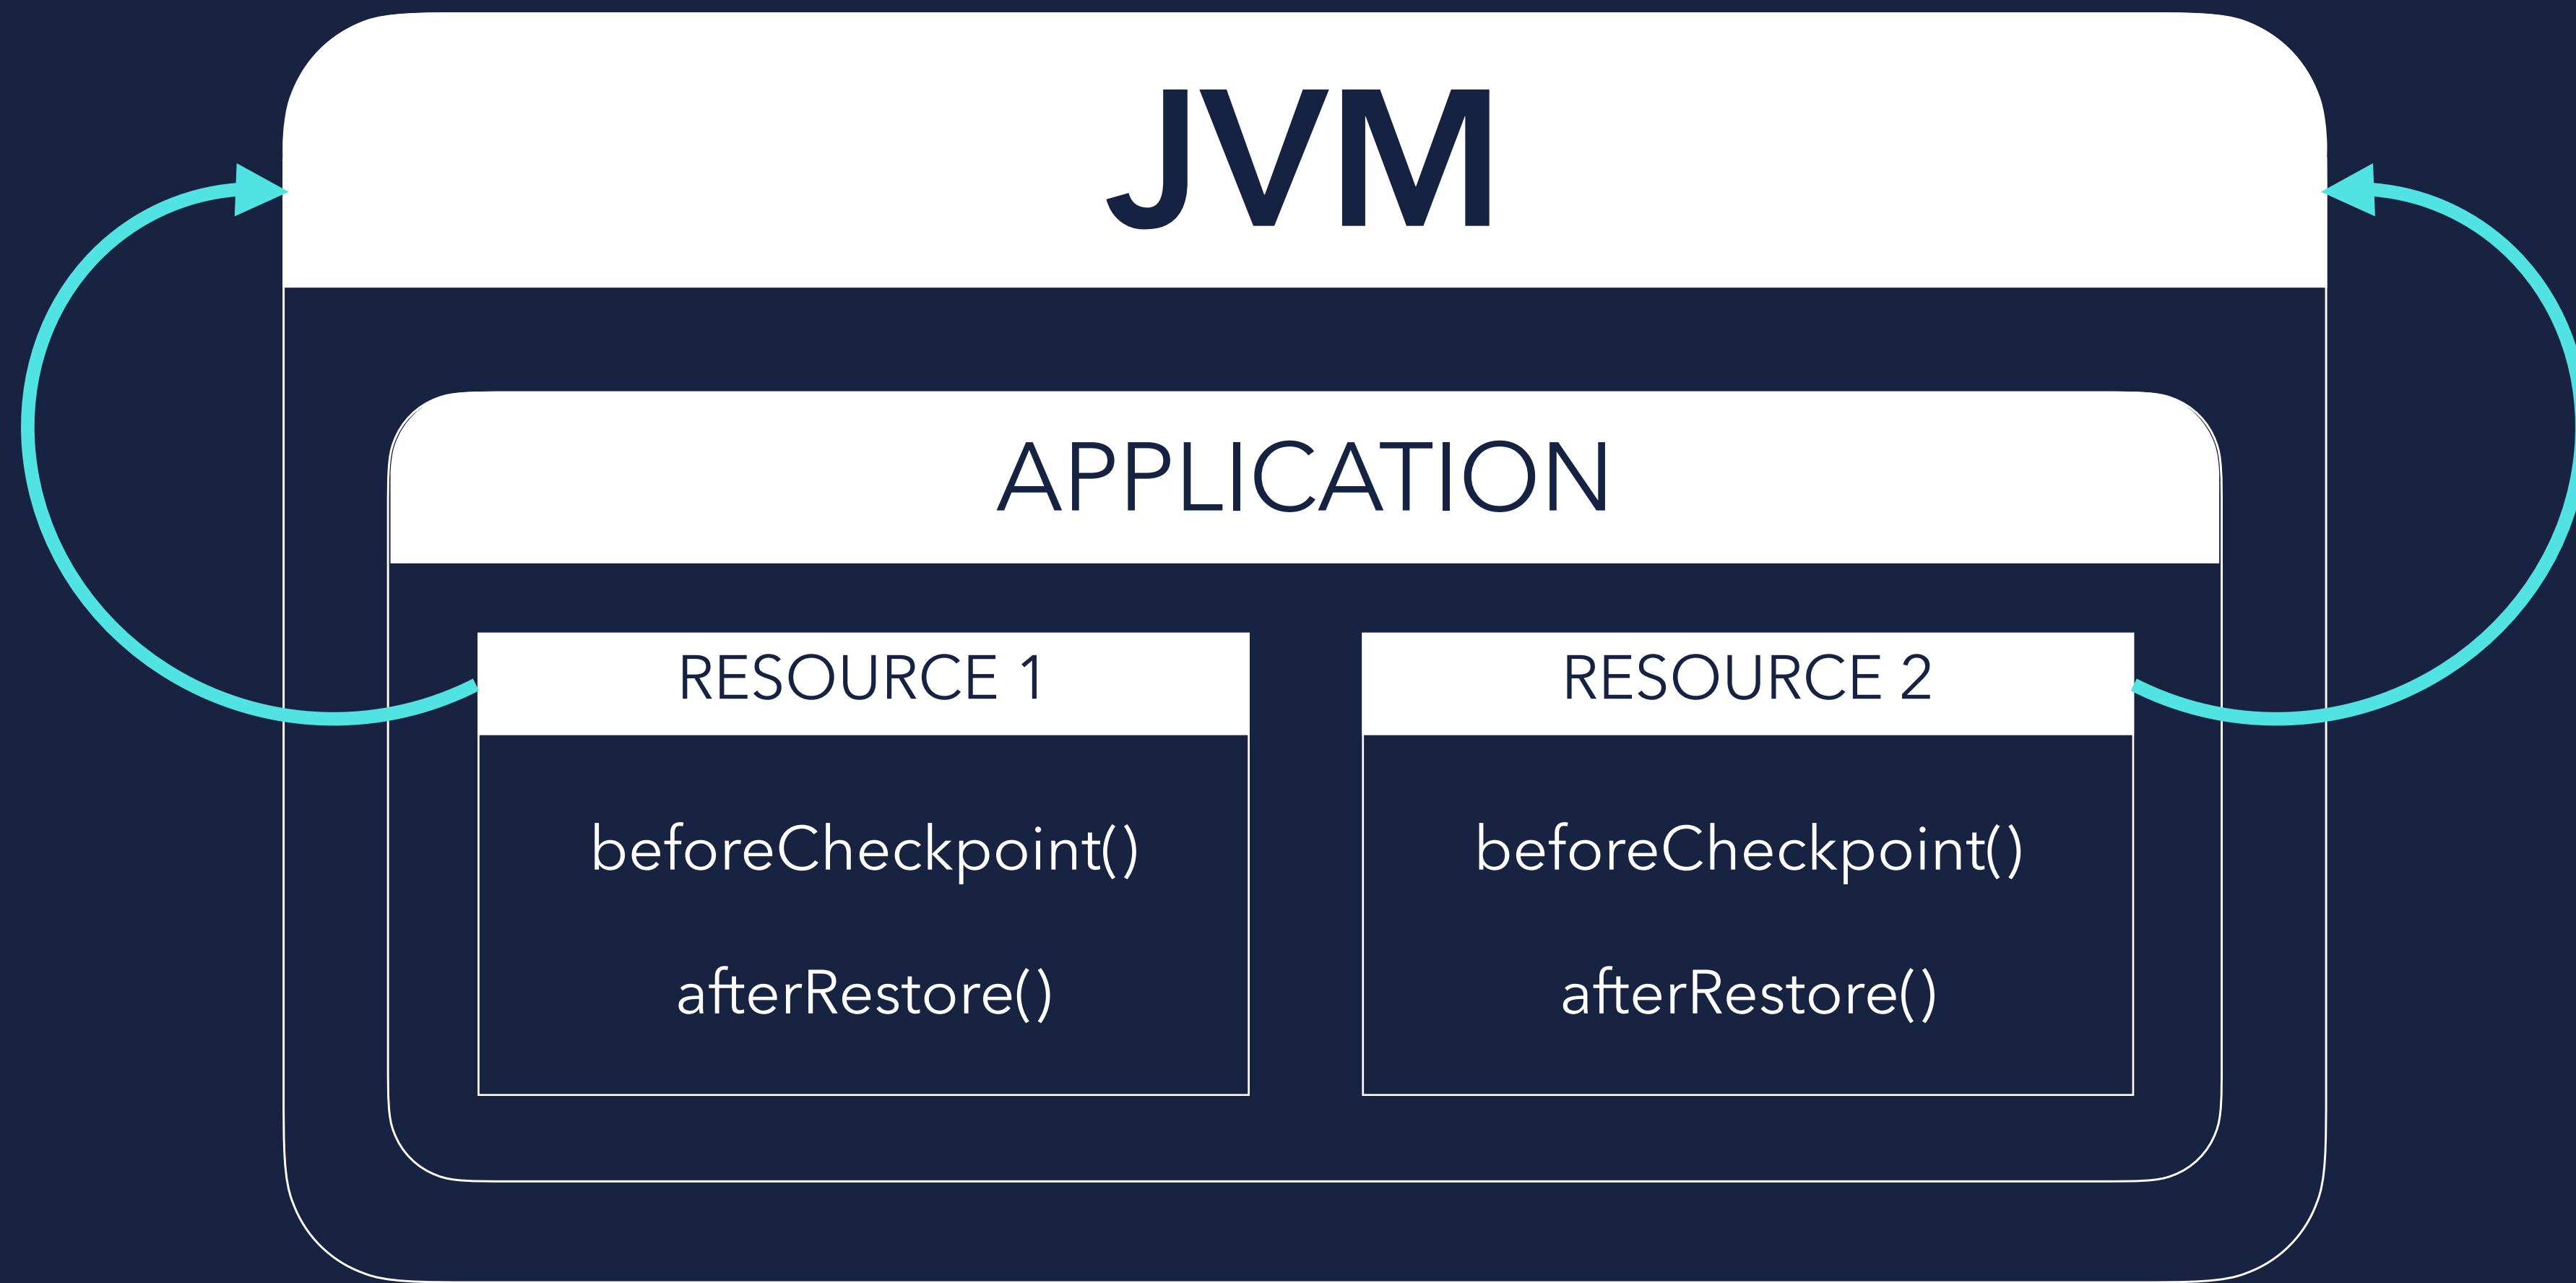 JVM
APPLICATION
RESOURCE 1
beforeCheckpoint()
afterRestore()
RESOURCE 2
beforeCheckpoint()
afterRestore()